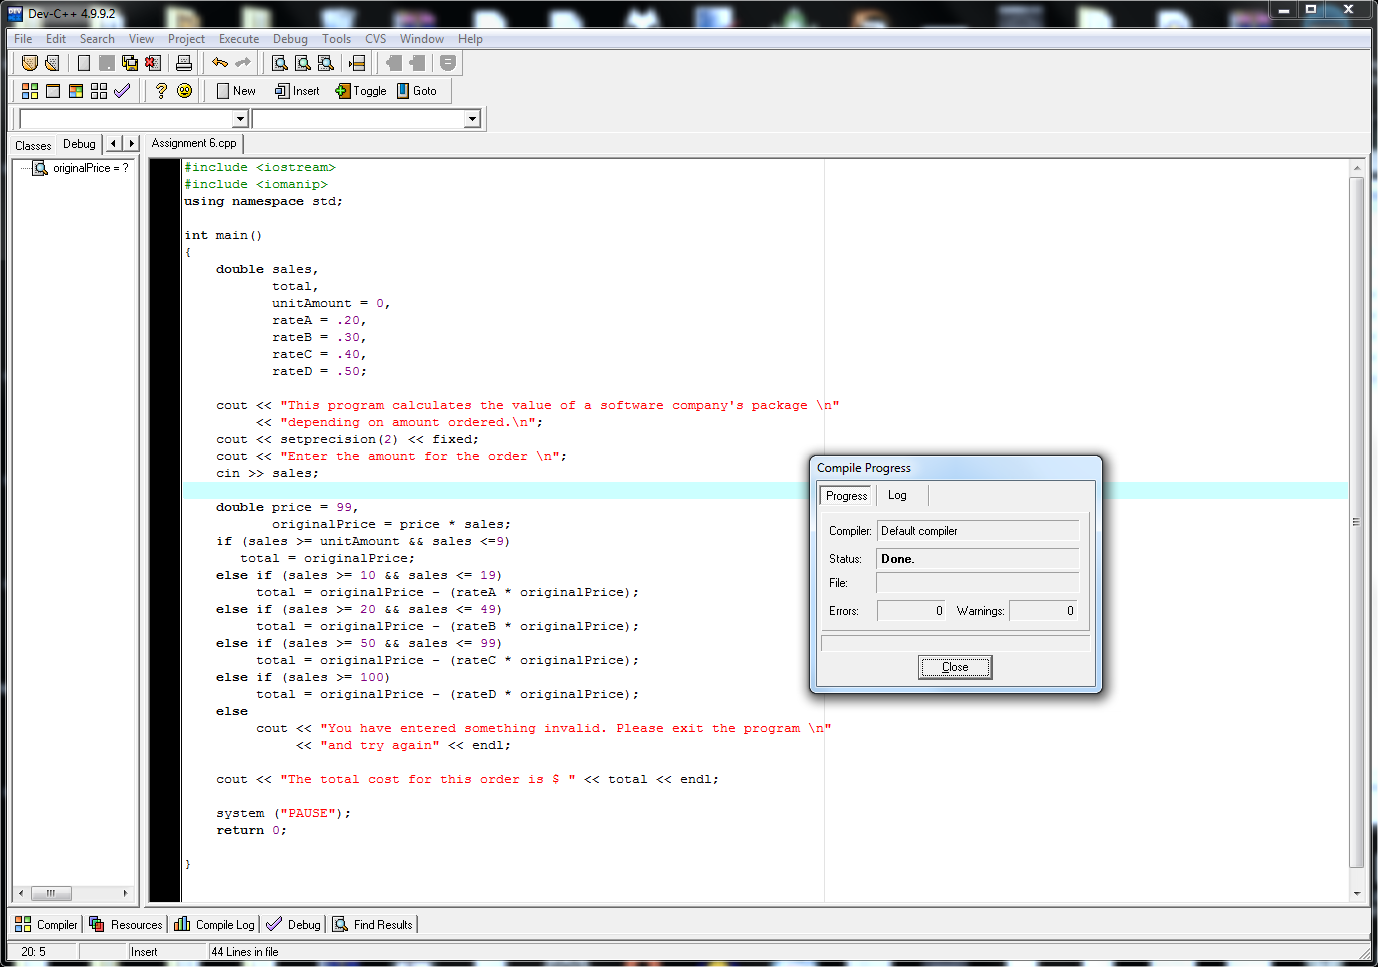 Dev-C++ 4.9.9.2
File Edit Search View Project Execute Debug Tools CVS Window Help
New Insert Toggle Goto
Classes Debug
Assignment 6.cpp
originalPrice = ?
#include <iostream>
#include <iomanip>
using namespace std;
int main()
{
double sales,
total,
unitAmount = 0,
rateA = .20,
rateB = .30,
rateC = .40,
rateD = .50;
cout << "This program calculates the value of a software company's package \n"
<< "depending on amount ordered.\n";
cout << setprecision(2) << fixed;
cout << "Enter the amount for the order \n";
cin >> sales;
double price = 99,
originalPrice = price * sales;
if (sales >= unitAmount && sales <=9)
total = originalPrice;
else if (sales >= 10 && sales <= 19)
total = originalPrice - (rateA * originalPrice);
else if (sales >= 20 && sales <= 49)
total = originalPrice - (rateB * originalPrice);
else if (sales >= 50 && sales <= 99)
total = originalPrice - (rateC * originalPrice);
else if (sales >= 100)
total = originalPrice - (rateD * originalPrice);
else
cout << "You have entered something invalid. Please exit the program \n"
<< "and try again" << endl;
cout << "The total cost for this order is $ " << total << endl;
system ("PAUSE");
return 0;
}
Compile Progress
Progress Log
Compiler: Default compiler
Status: Done.
File:
Errors: 0 Warnings: 0
Close
Compiler Resources Compile Log Debug Find Results
20: 5 Insert 44 Lines in file